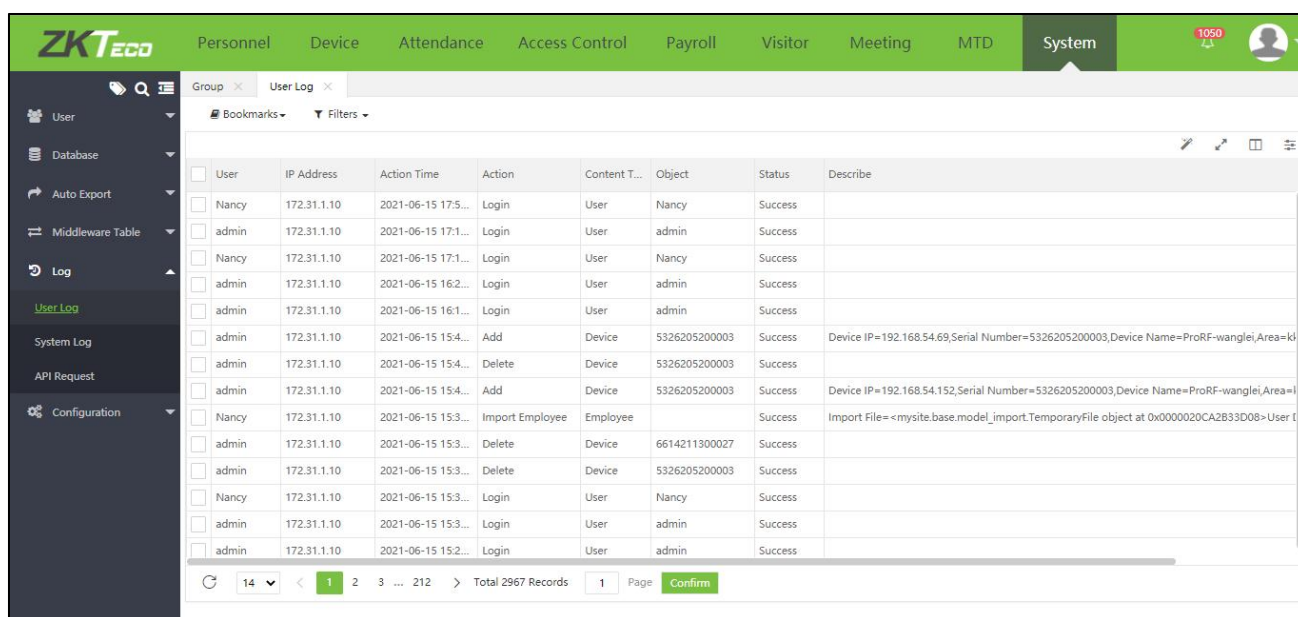 ZKTECO Personnel Device Attendance Access Control Payroll Visitor Meeting MTD System 1050
Group User Log
User Bookmarks Filters
Database
User IP Address Action Time Action Content T... Object Status Describe
Auto Export Nancy 172.31.1.10 2021-06-15 17:5... Login User Nancy Success
Middleware Table admin 172.31.1.10 2021-06-15 17:1... Login User admin Success
Nancy 172.31.1.10 2021-06-15 17:1... Login User Nancy Success
Log admin 172.31.1.10 2021-06-15 16:2... Login User admin Success
User Log admin 172.31.1.10 2021-06-15 16:1... Login User admin Success
System Log admin 172.31.1.10 2021-06-15 15:4... Add Device 5326205200003 Success Device IP=192.168.54.69,Serial Number=5326205200003,Device Name=ProRF-wanglei,Area=kk
API Request admin 172.31.1.10 2021-06-15 15:4... Delete Device 5326205200003 Success
admin 172.31.1.10 2021-06-15 15:4... Add Device 5326205200003 Success Device IP=192.168.54.152,Serial Number=5326205200003,Device Name=ProRF-wanglei,Area=
Configuration Nancy 172.31.1.10 2021-06-15 15:3... Import Employee Employee Success Import File=<mysite.base.model_import.TemporaryFile object at 0x0000020CA2B33D08>User
admin 172.31.1.10 2021-06-15 15:3... Delete Device 6614211300027 Success
admin 172.31.1.10 2021-06-15 15:3... Delete Device 5326205200003 Success
Nancy 172.31.1.10 2021-06-15 15:3... Login User Nancy Success
admin 172.31.1.10 2021-06-15 15:3... Login User admin Success
admin 172.31.1.10 2021-06-15 15:2... Login User admin Success
14 < 1 2 3 ... 212 > Total 2967 Records 1 Page Confirm